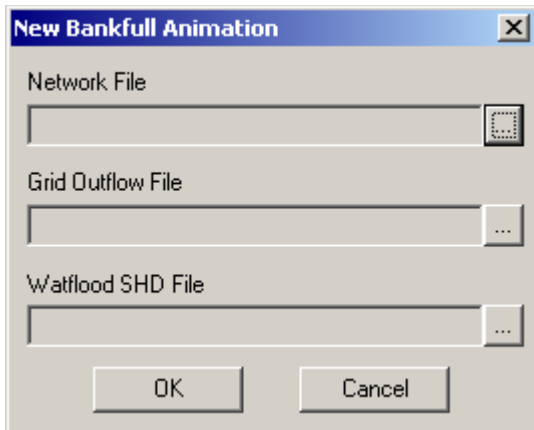 New Bankfull Animation
Network File
...
Grid Outflow File
...
Watflood SHD File
...
OK Cancel